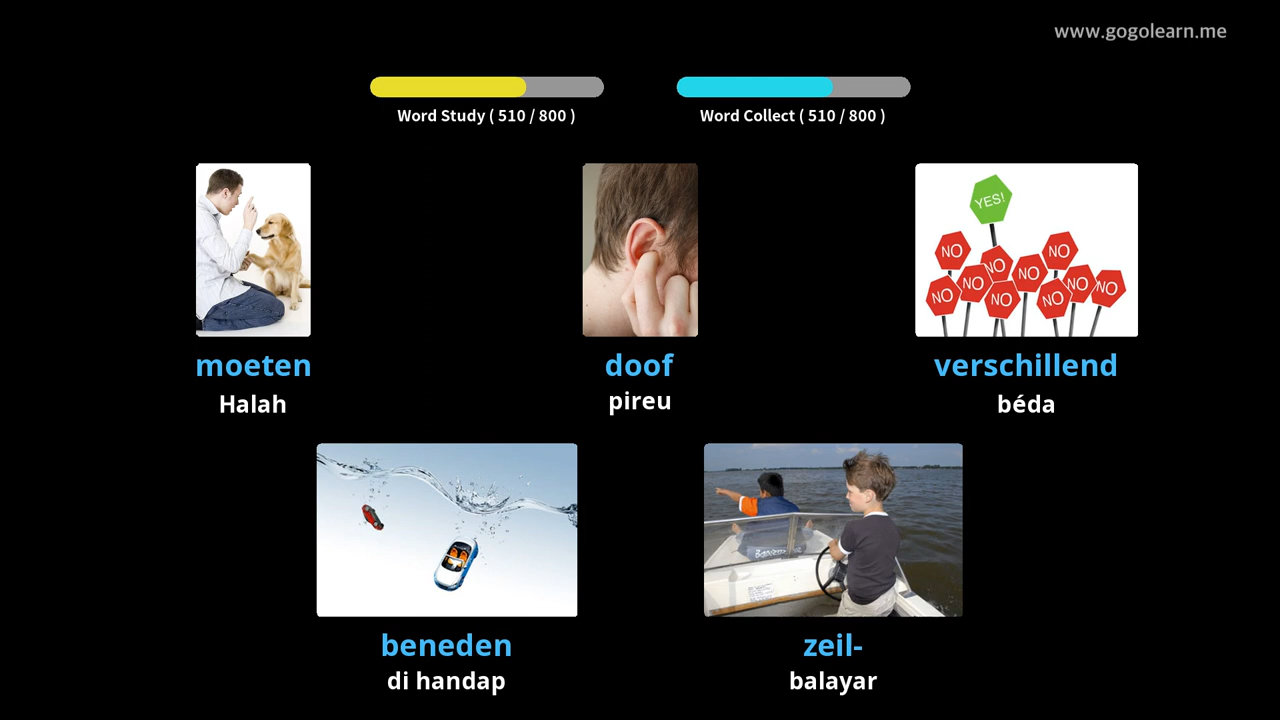 www.gogolearn.me
Word Study ( 510 / 800 )
Word Collect ( 510 / 800 )
YES!
NO
NO
NO
NO
NO
NO
NO
NO
NO
NO
moeten
Halah
doof
pireu
verschillend
béda
beneden
di handap
zeil-
balayar